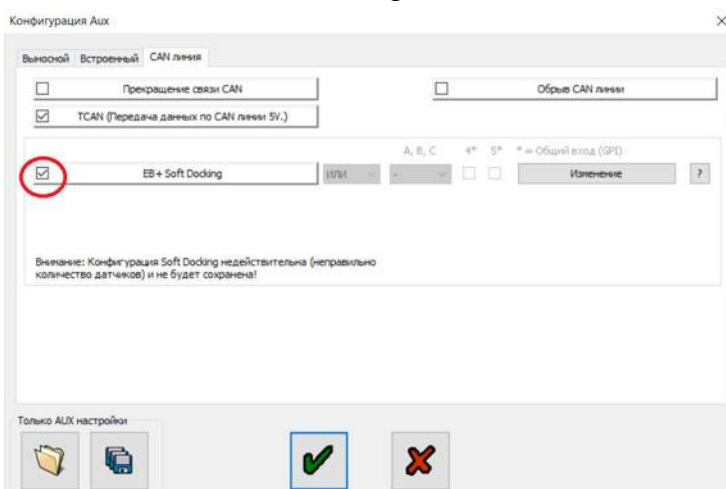 Конфигурация Aux
Выносной Встроенный CAN линия
Прекращение связи CAN Обрыв CAN линии
TCAN (Передача данных по CAN линии 5V.)
A, B, C 4* 5* * = Общий вход (GPI)
EB+ Soft Docking ИЛИ - Изменение ?
Внимание: Конфигурация Soft Docking недействительна (неправильно
количество датчиков) и не будет сохранена!
Только AUX настройки